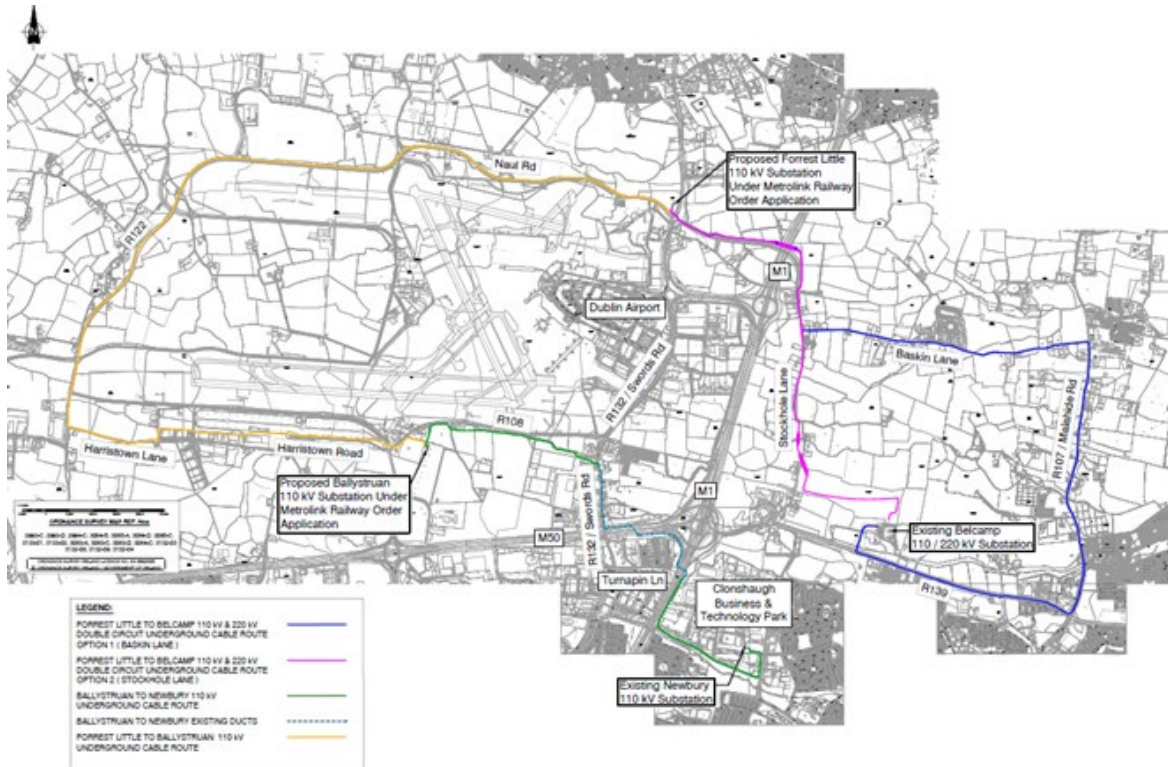 Naul Rd
Proposed Forrest Little
110 kV Substation
Under Metrolink Railway
Order Application
R122
M1
Dublin Airport
R132 / Swords Rd
Baskin Lane
Stockhole Lane
R107 / Malahide Rd
R108
Harristown Lane
Harristown Road
Proposed Ballystruan
110 kV Substation Under
Metrolink Railway Order
Application
M1
R132 / Swords Rd
M50
Existing Belcamp
110 / 220 kV Substation
Turnapin Ln
R139
Clonshaugh
Business &
Technology Park
Existing Newbury
110 kV Substation
LEGEND:
FORREST LITTLE TO BELCAMP 110 kV & 220 kV
DOUBLE CIRCUIT UNDERGROUND CABLE ROUTE
OPTION 1 ( BASKIN LANE )
FORREST LITTLE TO BELCAMP 110 kV & 220 kV
DOUBLE CIRCUIT UNDERGROUND CABLE ROUTE
OPTION 2 ( STOCKHOLE LANE )
BALLYSTRUAN TO NEWBURY 110 kV
UNDERGROUND CABLE ROUTE
BALLYSTRUAN TO NEWBURY EXISTING DUCTS
FORREST LITTLE TO BALLYSTRUAN 110 kV
UNDERGROUND CABLE ROUTE